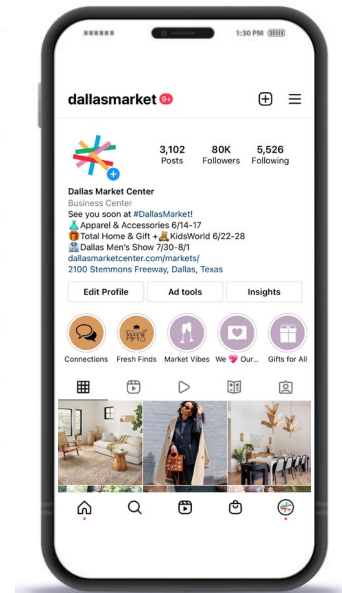 1:30 PM
dallasmarket 9+
3,102 80K 5,526
Posts Followers Following
Dallas Market Center
Business Center
See you soon at #DallasMarket!
Apparel & Accessories 6/14-17
Total Home & Gift + KidsWorld 6/22-28
Dallas Men's Show 7/30-8/1
dallasmarketcenter.com/markets/
2100 Stemmons Freeway, Dallas, Texas
Edit Profile Ad tools Insights
Connections Fresh Finds Market Vibes We 💖 Our... Gifts for All